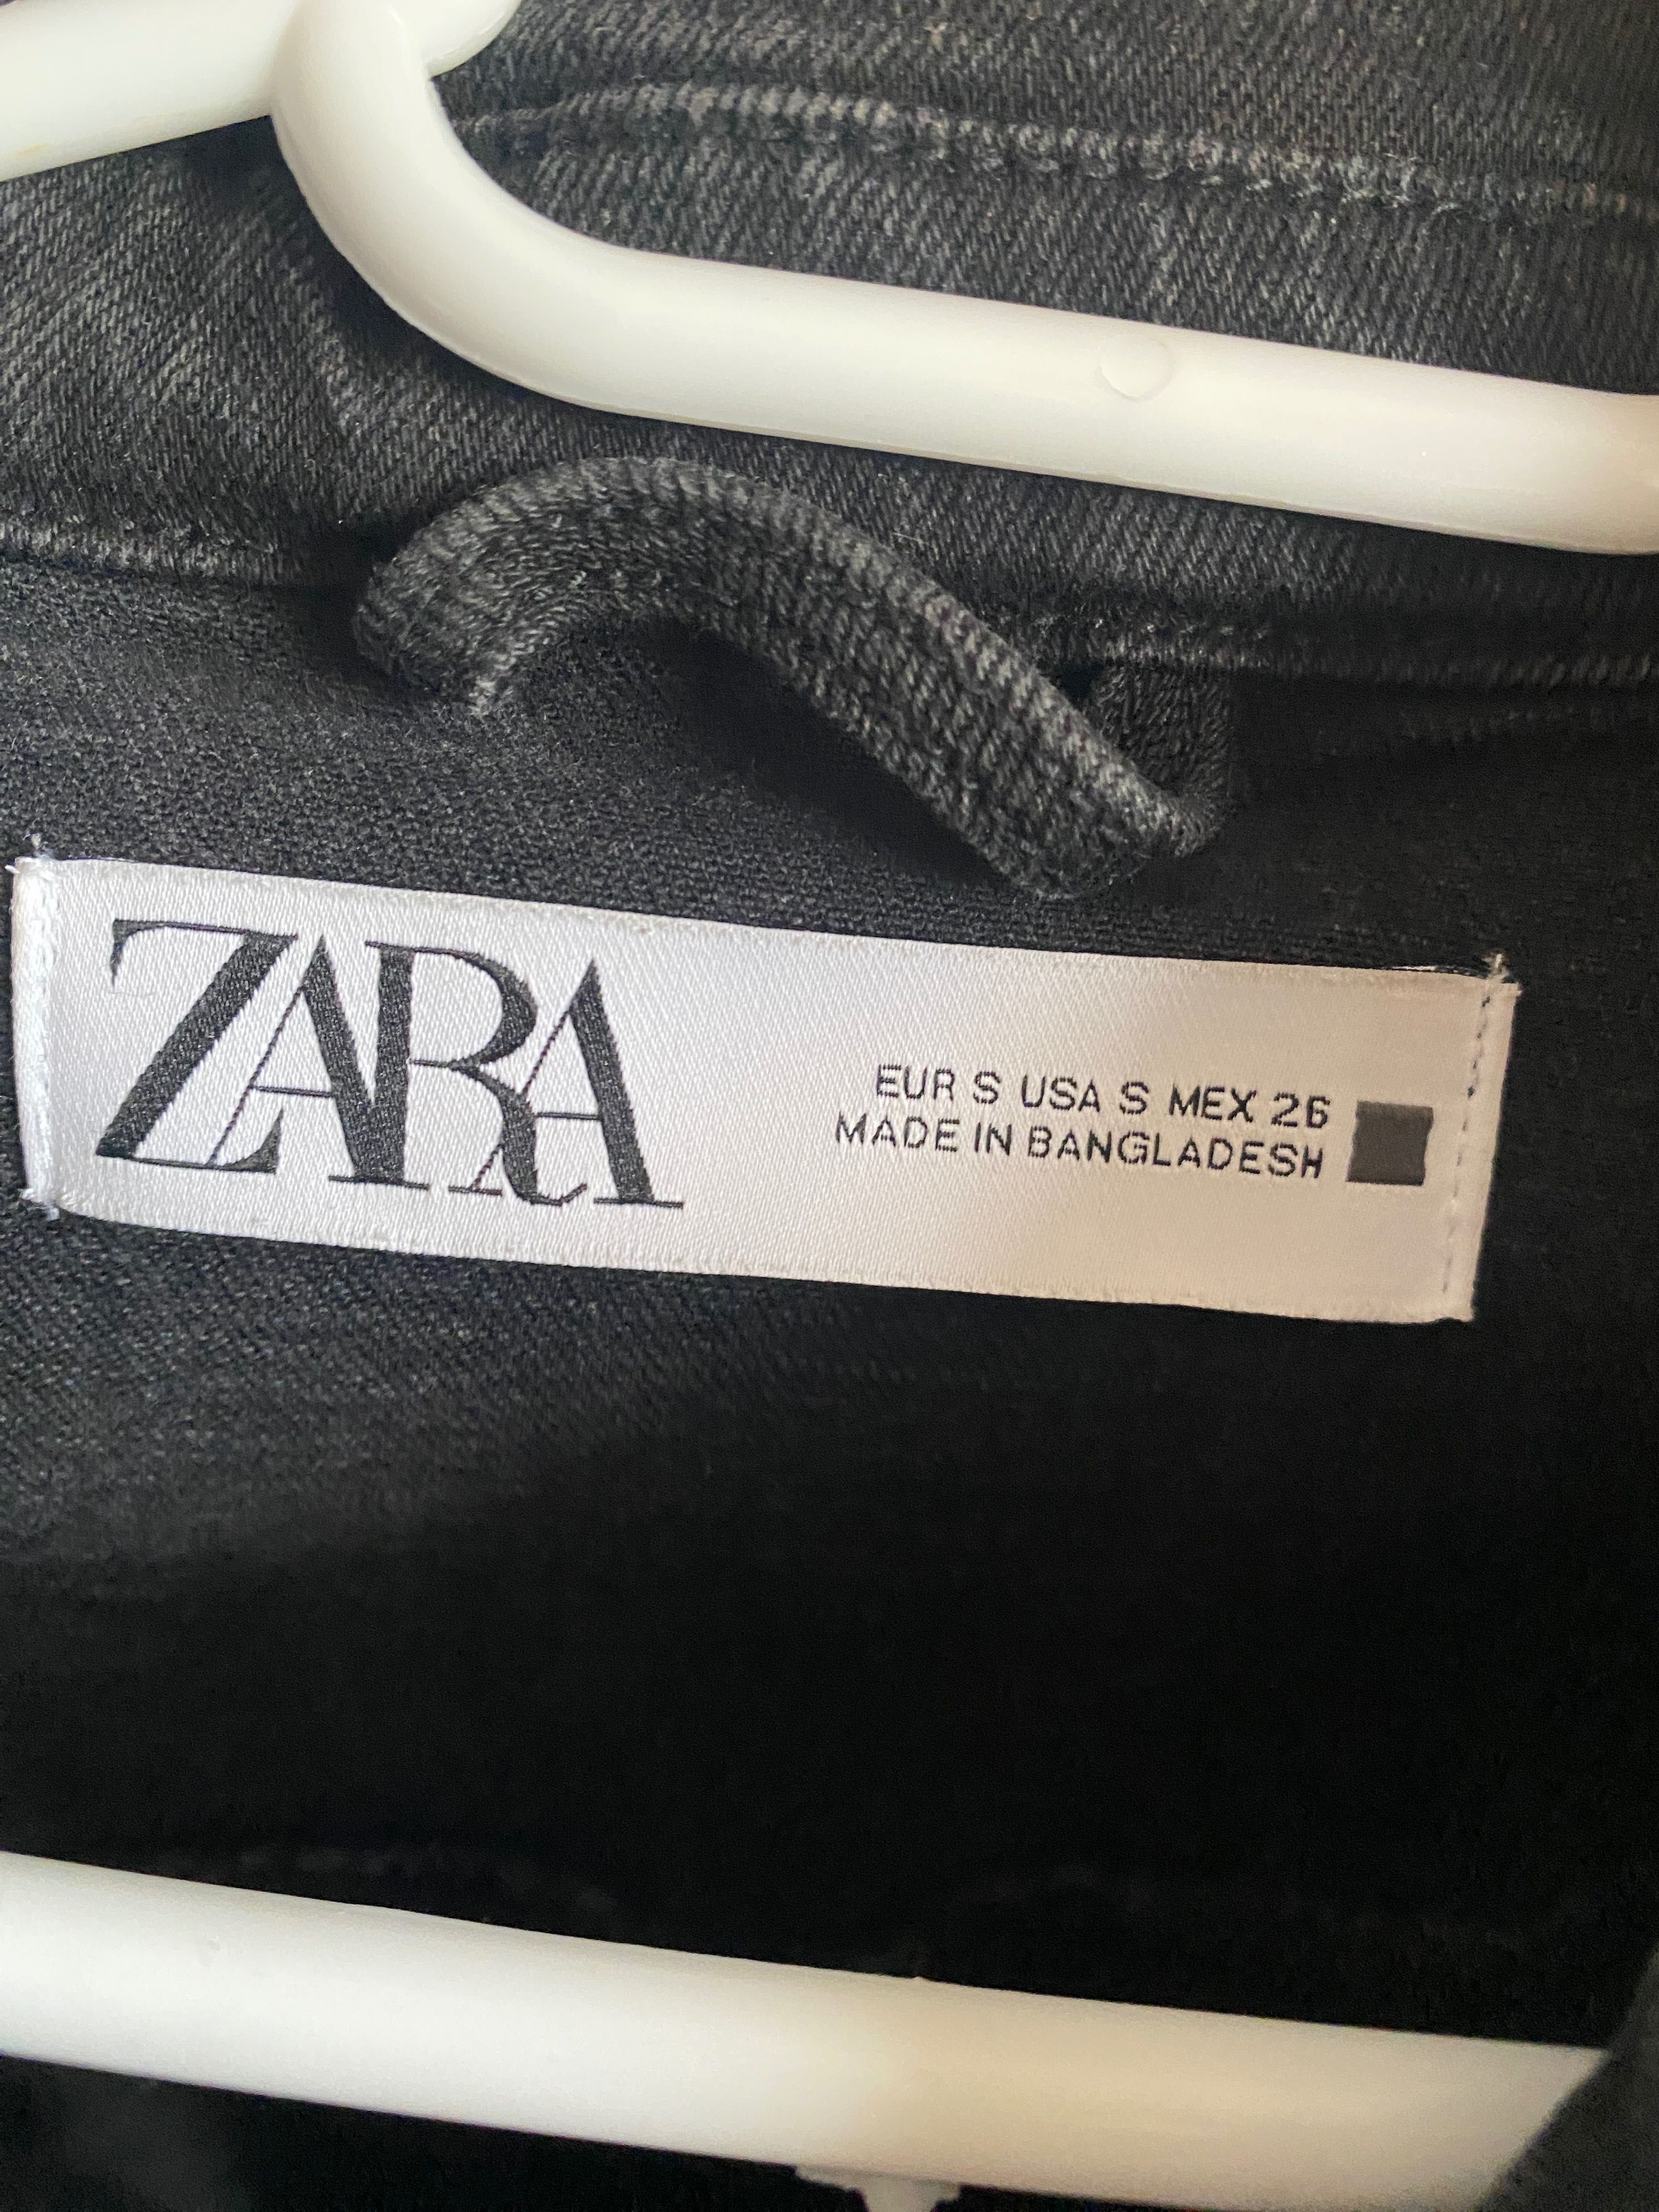 ZARA
EUR S USA S MEX 26
MADE IN BANGLADESH